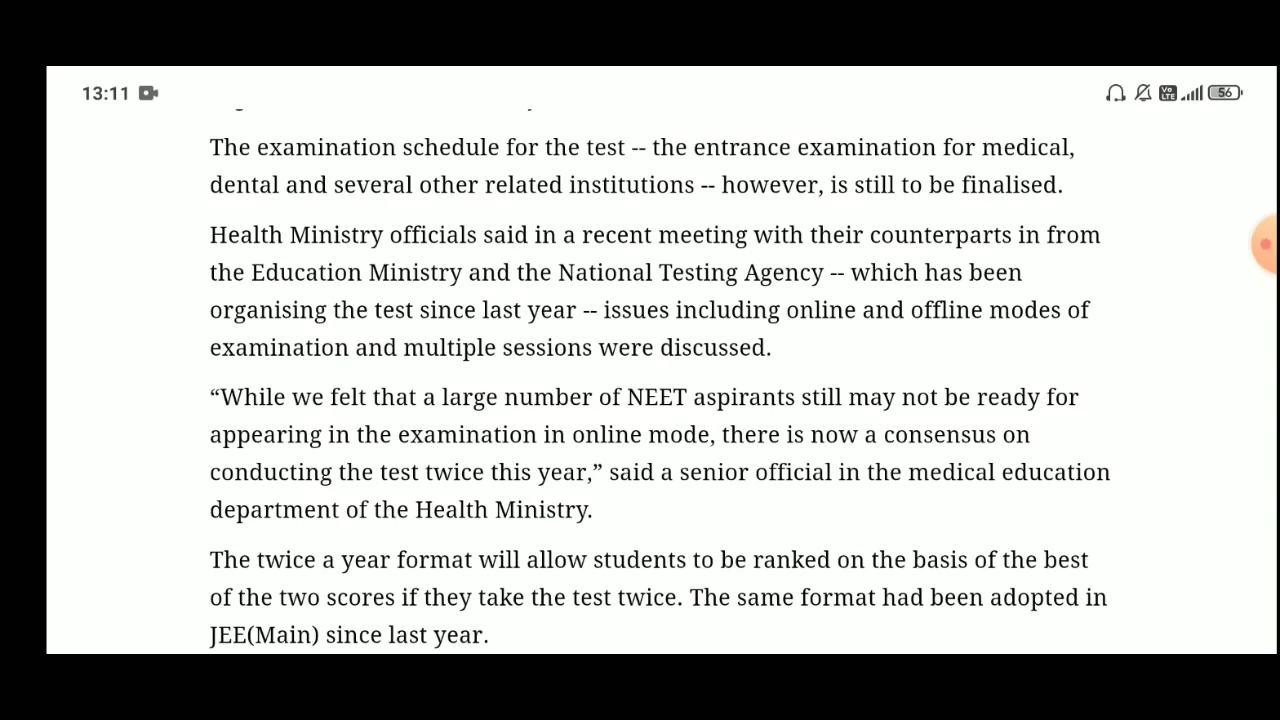 13:11
Vo LTE
56
The examination schedule for the test -- the entrance examination for medical,
dental and several other related institutions -- however, is still to be finalised.
Health Ministry officials said in a recent meeting with their counterparts in from
the Education Ministry and the National Testing Agency -- which has been
organising the test since last year -- issues including online and offline modes of
examination and multiple sessions were discussed.
“While we felt that a large number of NEET aspirants still may not be ready for
appearing in the examination in online mode, there is now a consensus on
conducting the test twice this year,” said a senior official in the medical education
department of the Health Ministry.
The twice a year format will allow students to be ranked on the basis of the best
of the two scores if they take the test twice. The same format had been adopted in
JEE(Main) since last year.